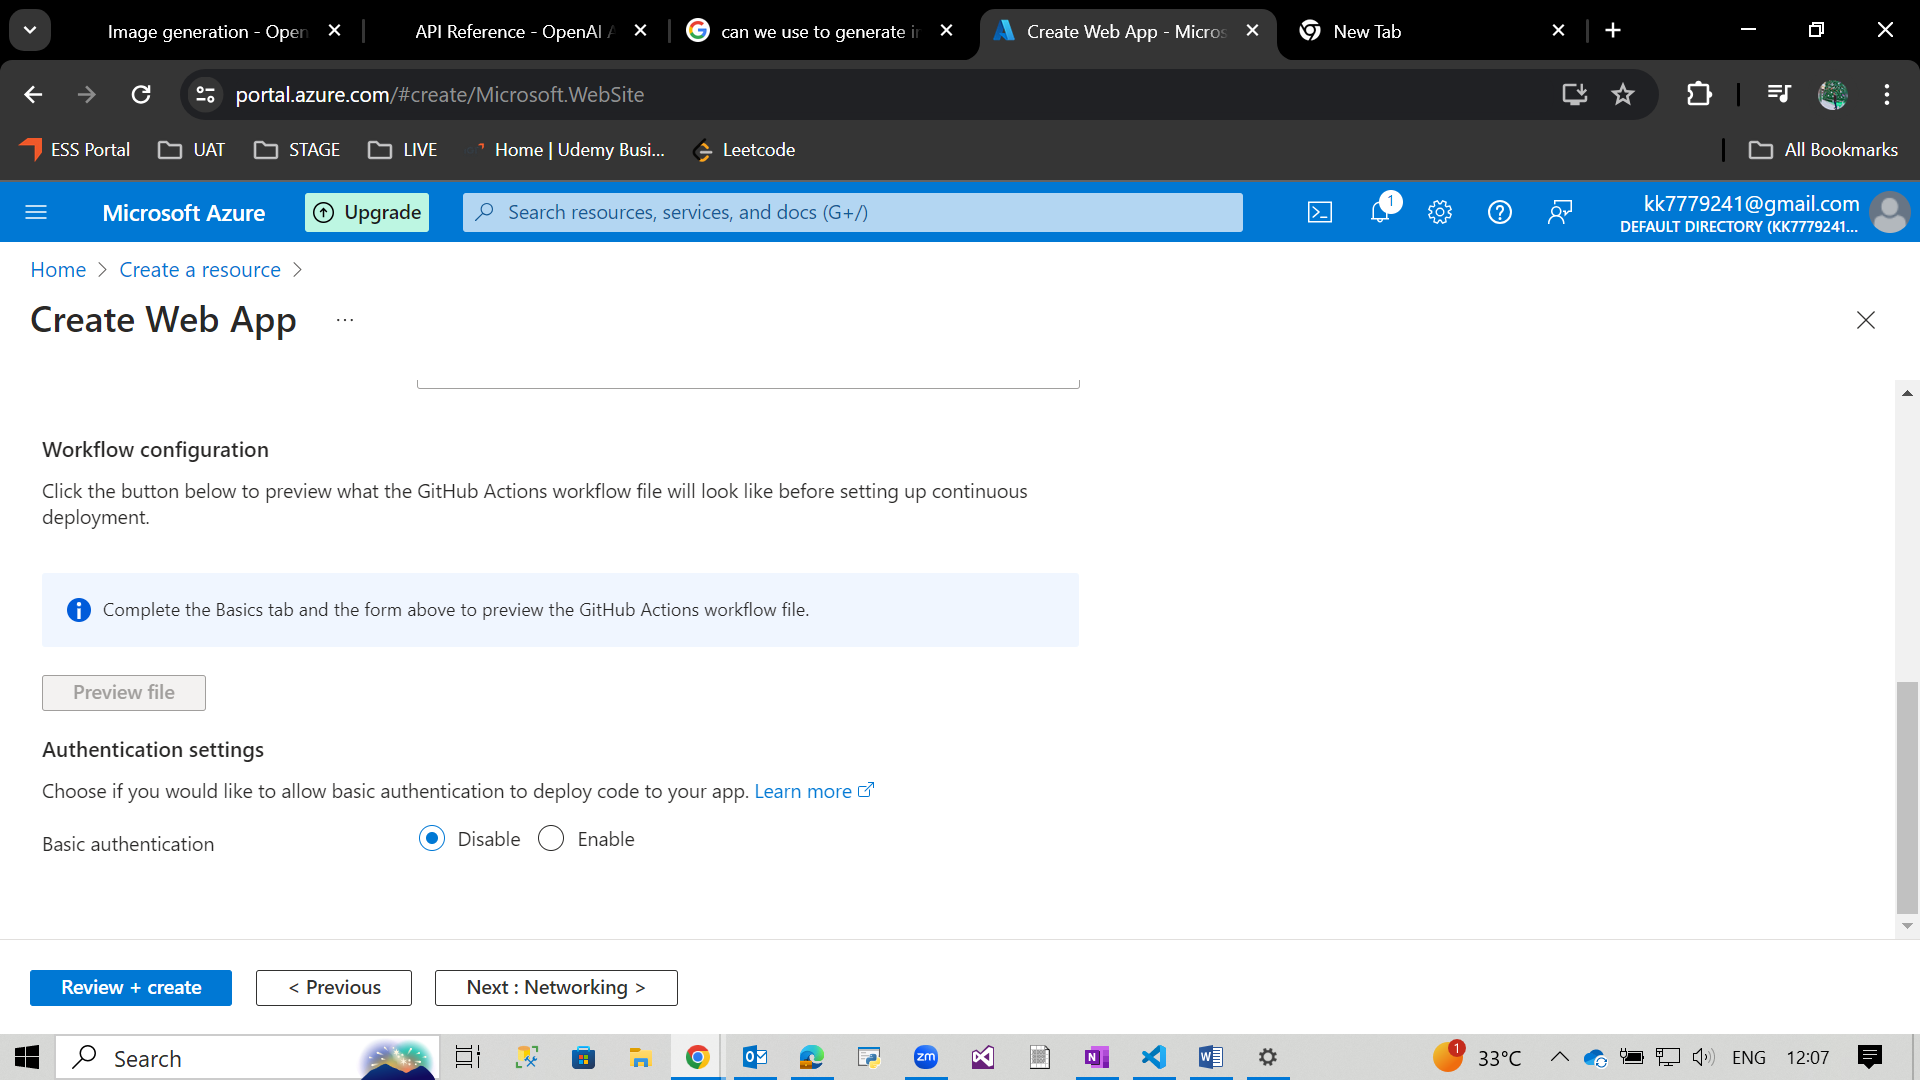 Image generation - Open
API Reference - OpenAI A
can we use to generate i
Create Web App - Micros
New Tab
portal.azure.com/#create/Microsoft.WebSite
ESS Portal
UAT
STAGE
LIVE
Home | Udemy Busi...
Leetcode
All Bookmarks
Microsoft Azure
Upgrade
Search resources, services, and docs (G+/)
1
kk7779241@gmail.com
DEFAULT DIRECTORY (KK7779241...
Home > Create a resource >
Create Web App ...
Workflow configuration
Click the button below to preview what the GitHub Actions workflow file will look like before setting up continuous
deployment.
Complete the Basics tab and the form above to preview the GitHub Actions workflow file.
Preview file
Authentication settings
Choose if you would like to allow basic authentication to deploy code to your app. Learn more
Basic authentication
Disable
Enable
Review + create
< Previous
Next : Networking >
Search
zm
1
33°C
ENG
12:07